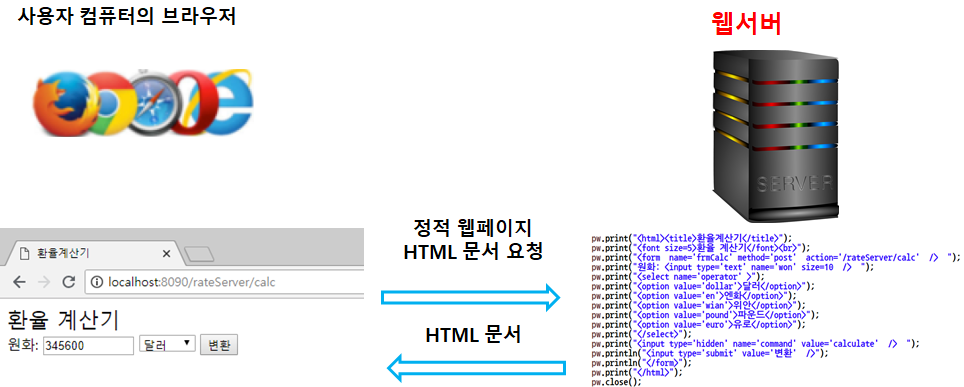 사용자 컴퓨터의 브라우저
웹서버
SERVER
정적 웹페이지
HTML 문서 요청
HTML 문서
환율계산기
localhost:8090/rateServer/calc
환율 계산기
원화: 345600 달러 변환
pw.print("<html><title>환율계산기</title>");
pw.print("<font size=5>환율 계산기</font><br>");
pw.print("<form name='frmCalc' method='post' action='/rateServer/calc' /> ");
pw.print("원화: <input type='text' name='won' size=10 /> ");
pw.print("<select name='operator' >");
pw.print("<option value='dollar'>달러</option>");
pw.print("<option value='en'>엔화</option>");
pw.print("<option value='wian'>위안</option>");
pw.print("<option value='pound'>파운드</option>");
pw.print("<option value='euro'>유로</option>");
pw.print("</select>");
pw.print("<input type='hidden' name='command' value='calculate' /> ");
pw.println("<input type='submit' value='변환' />");
pw.println("</form>");
pw.print("</html>");
pw.close();